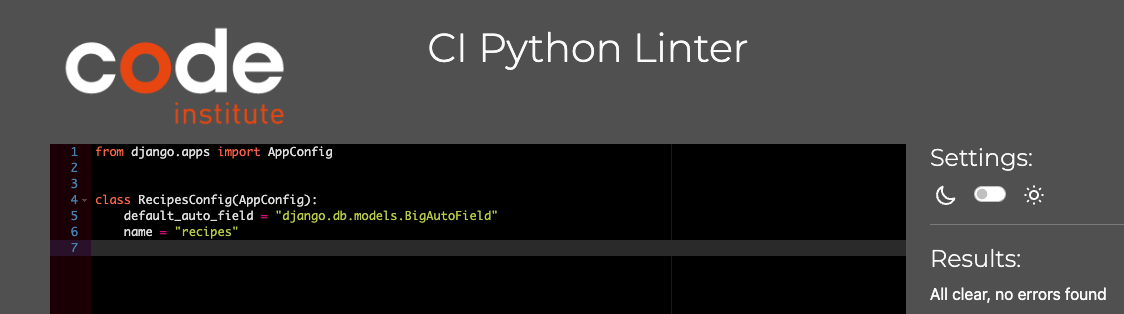 code
institute
CI Python Linter
1 from django.apps import AppConfig
2
3
4 class RecipesConfig(AppConfig):
5     default_auto_field = "django.db.models.BigAutoField"
6     name = "recipes"
7
Settings:
Results:
All clear, no errors found